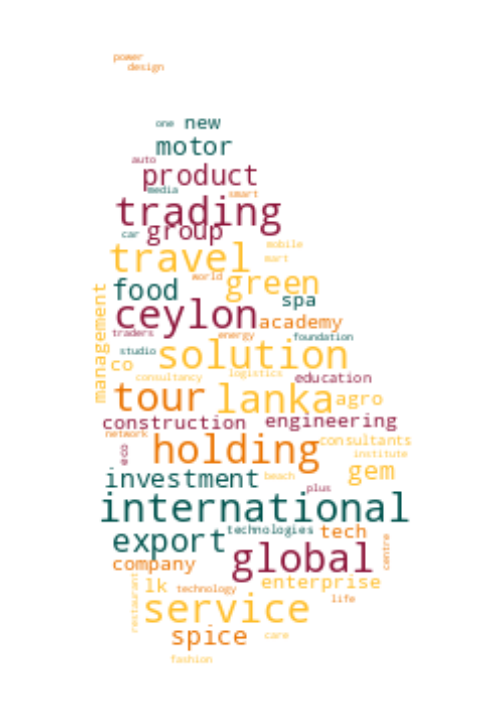 power
design
one new
motor
auto
product
media
smart
trading
car group
mobile
travel
mart
world
green
food
spa
management
ceylon
academy
traders
energy
foundation
studio
solution
co
logistics
consultancy
education
tour
lanka
agro
construction
engineering
network
consultants
holding
institute
gem
investment
beach
plus
international
technologies
tech
export
centre
global
company
enterprise
lk
technology
restaurant
life
service
spice
care
fashion